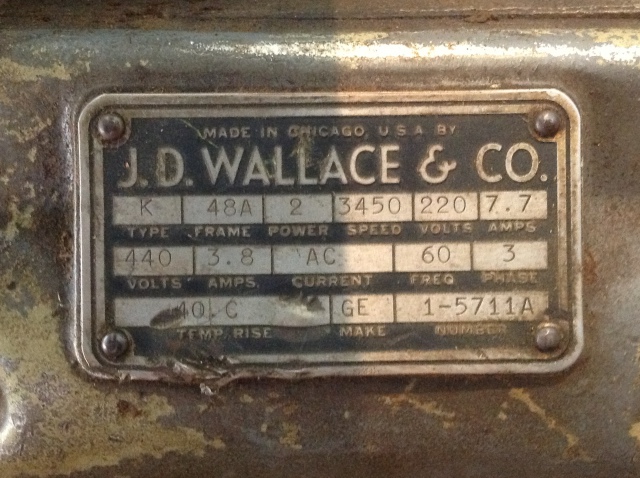 MADE IN CHICAGO, U.S.A. BY
J.D. WALLACE & CO.
K 48A 2 3450 220 7.7
TYPE FRAME POWER SPEED VOLTS AMPS
440 3.8 AC 60 3
VOLTS AMPS. CURRENT FREQ PHASE
40.C GE 1-5711A
TEMP. RISE MAKE NUMBER